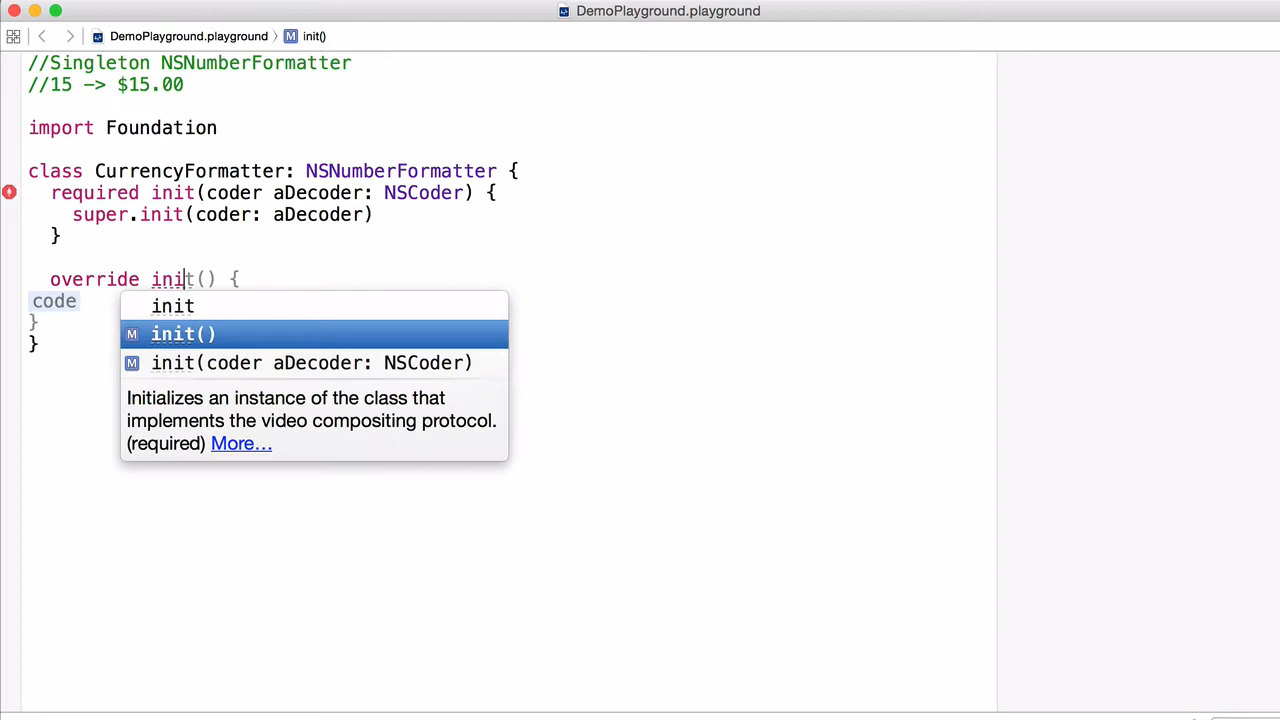 DemoPlayground.playground
DemoPlayground.playground 〉 M init()
//Singleton NSNumberFormatter
//15 -> $15.00
import Foundation
class CurrencyFormatter: NSNumberFormatter {
required init(coder aDecoder: NSCoder) {
super.init(coder: aDecoder)
}
override init() {
code
}
}
init
M init()
M init(coder aDecoder: NSCoder)
Initializes an instance of the class that
implements the video compositing protocol.
(required) More...